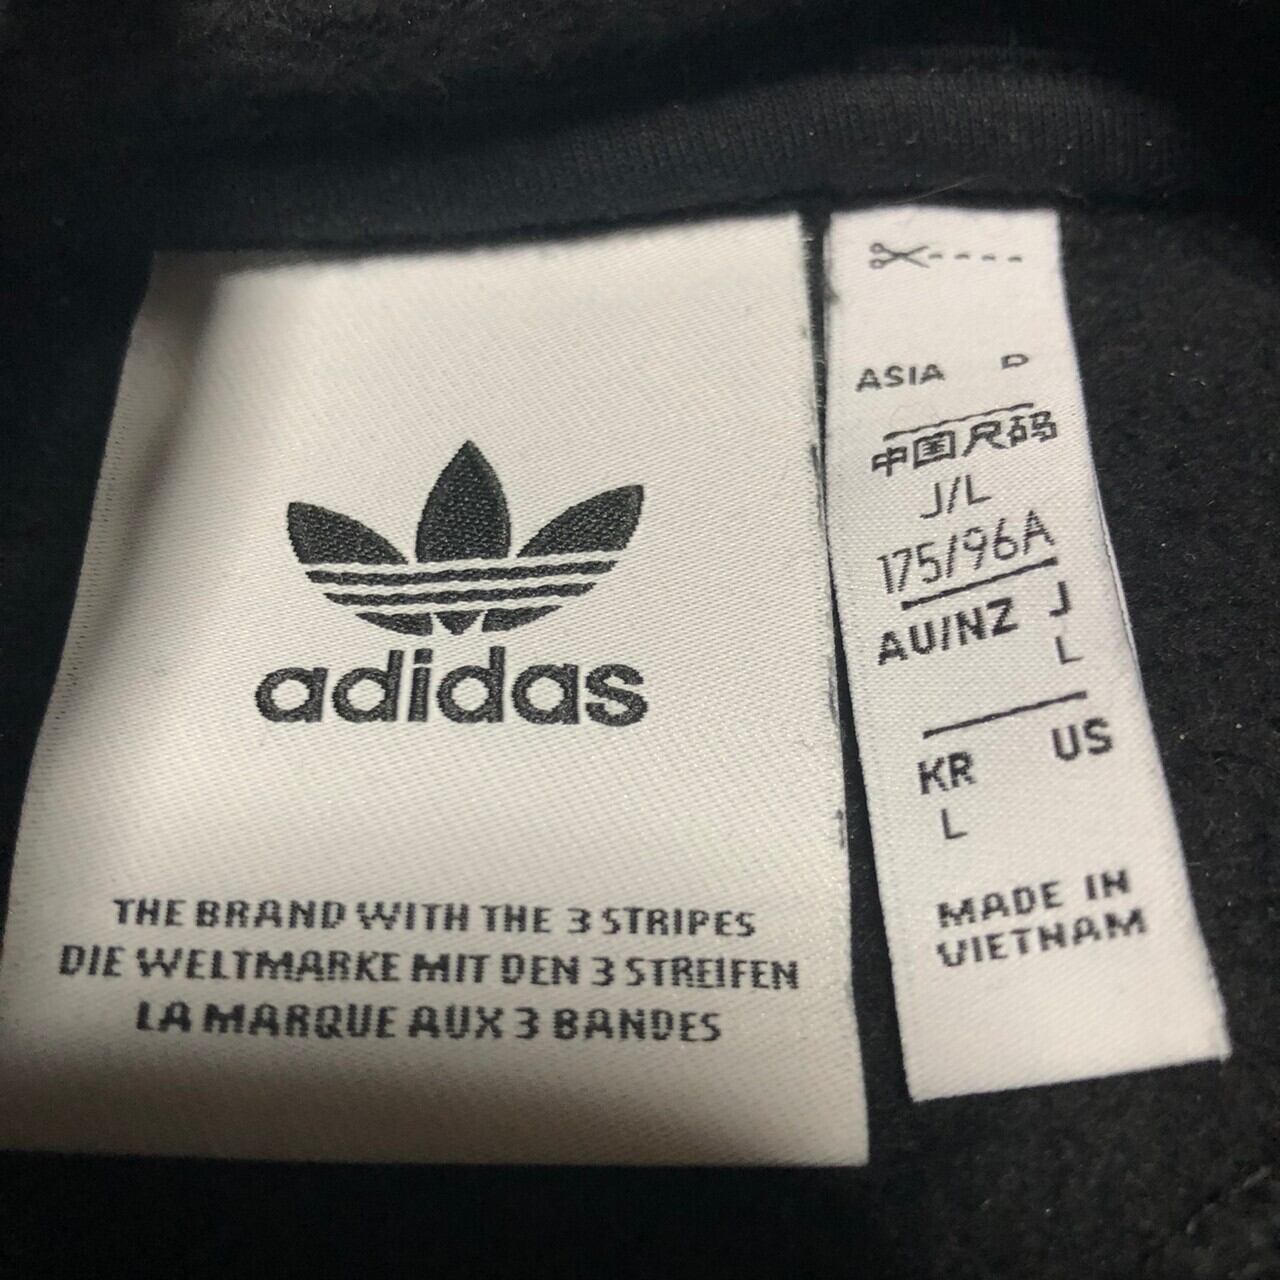 adidas
THE BRAND WITH THE 3 STRIPES
DIE WELTMARKE MIT DEN 3 STREIFEN
LA MARQUE AUX 3 BANDES
ASIA D
中国尺码
J/L
175/96A
AU/NZ J
L
KR US
L
MADE IN
VIETNAM